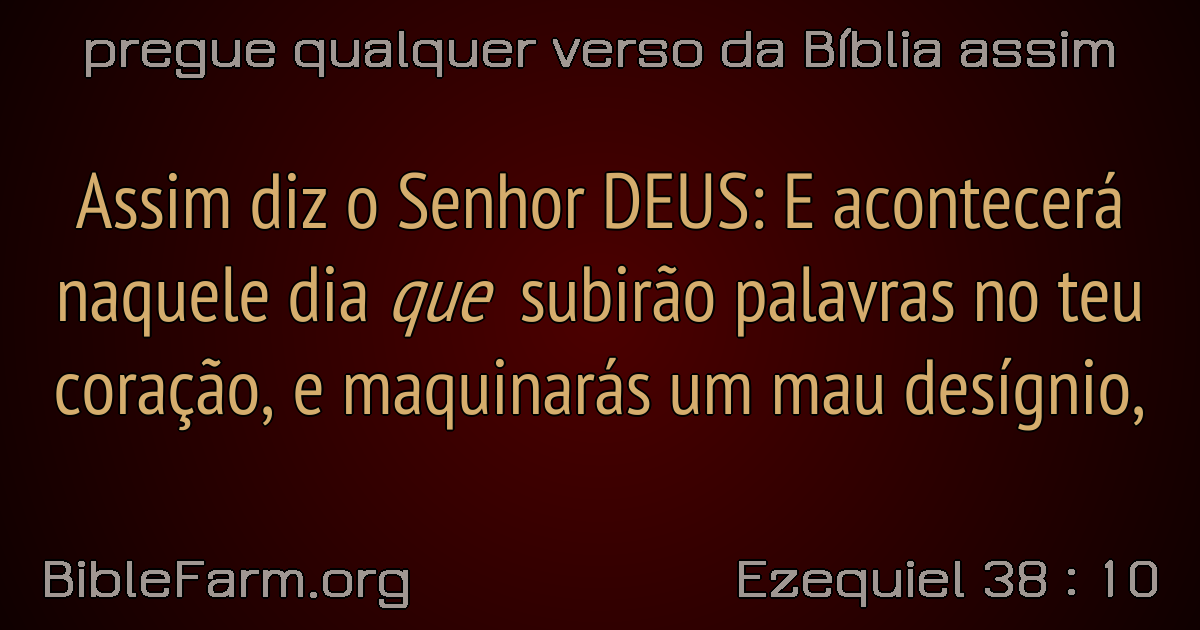 pregue qualquer verso da Bíblia assim
Assim diz o Senhor DEUS: E acontecerá
naquele dia que subirão palavras no teu
coração, e maquinarás um mau desígnio,
BibleFarm.org
Ezequiel 38 : 10